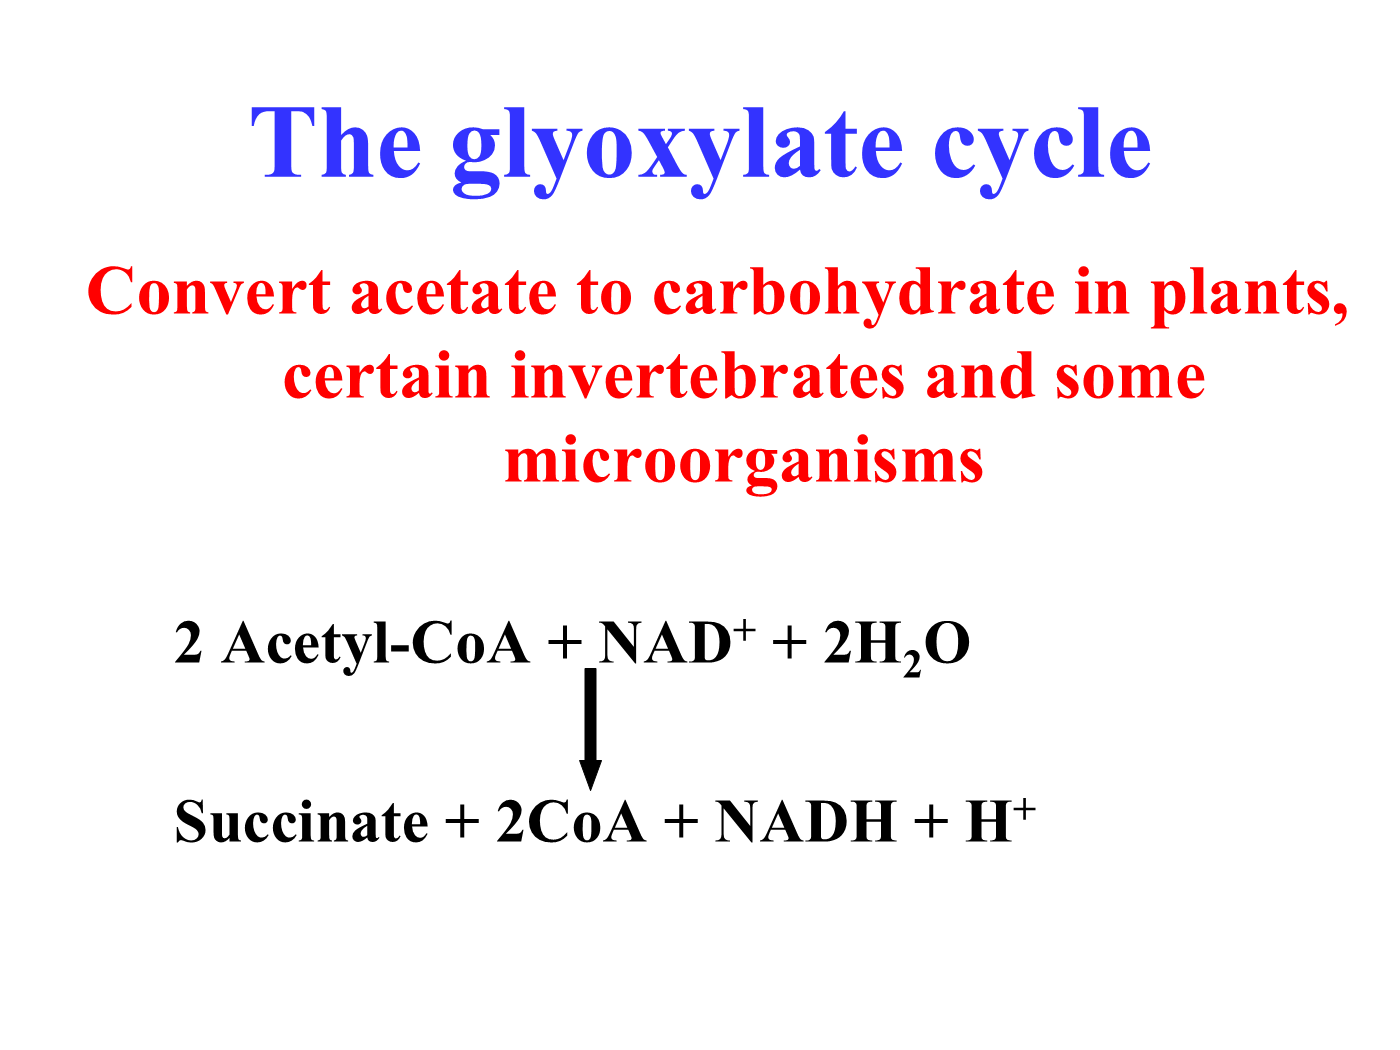 The glyoxylate cycle
Convert acetate to carbohydrate in plants,
certain invertebrates and some
microorganisms
2 Acetyl-CoA + NAD⁺ + 2H₂O
Succinate + 2CoA + NADH + H⁺